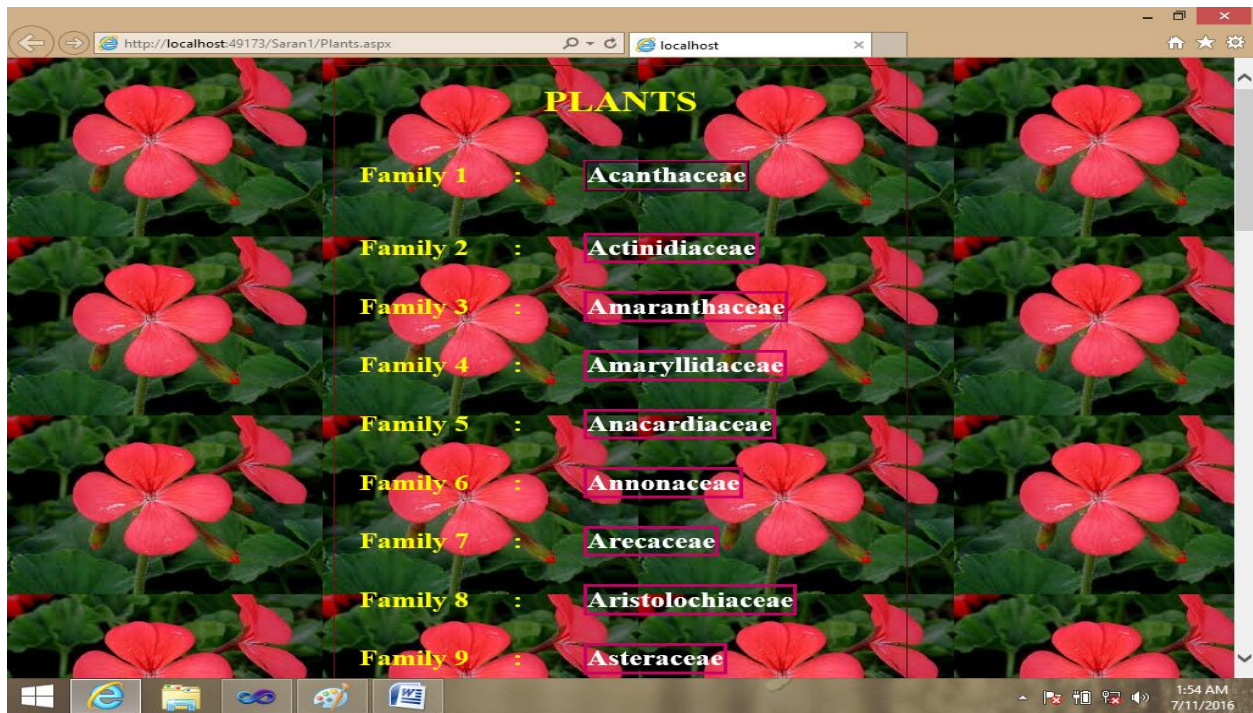 http://localhost:49173/Saran1/Plants.aspx
localhost
PLANTS
Family 1 : Acanthaceae
Family 2 : Actinidiaceae
Family 3 : Amaranthaceae
Family 4 : Amaryllidaceae
Family 5 : Anacardiaceae
Family 6 : Annonaceae
Family 7 : Arecaceae
Family 8 : Aristolochiaceae
Family 9 : Asteraceae
1:54 AM
7/11/2016